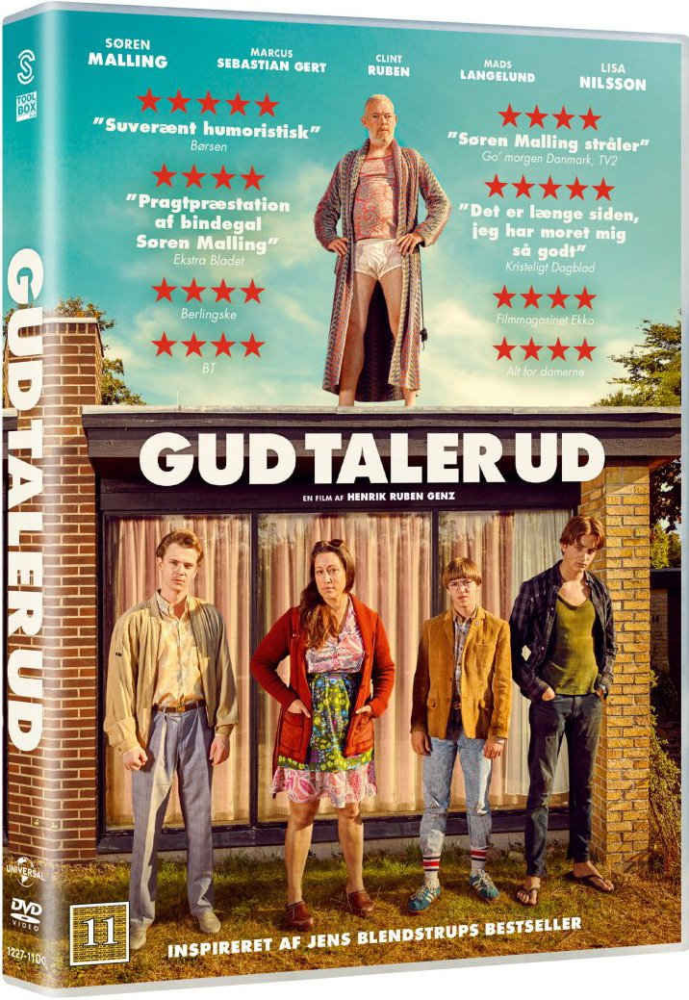 SØREN
MALLING
MARCUS
SEBASTIAN GERT
CLINT
RUBEN
MADS
LANGELUND
LISA
NILSSON
"Suverænt humoristisk"
Børsen
"Pragtpræstation
af bindegal
Søren Malling"
Ekstra Bladet
Berlingske
BT
"Søren Malling stråler"
Go' morgen Danmark, TV2
"Det er længe siden,
jeg har moret mig
så godt"
Kristeligt Dagblad
Filmmagasinet Ekko
Alt for damerne
GUD TALER UD
EN FILM AF HENRIK RUBEN GENZ
INSPIRERET AF JENS BLENDSTRUPS BESTSELLER
11
S
TOOL
BOX
GUD TALER UD
UNIVERSAL
DVD
VIDEO
1227-1100